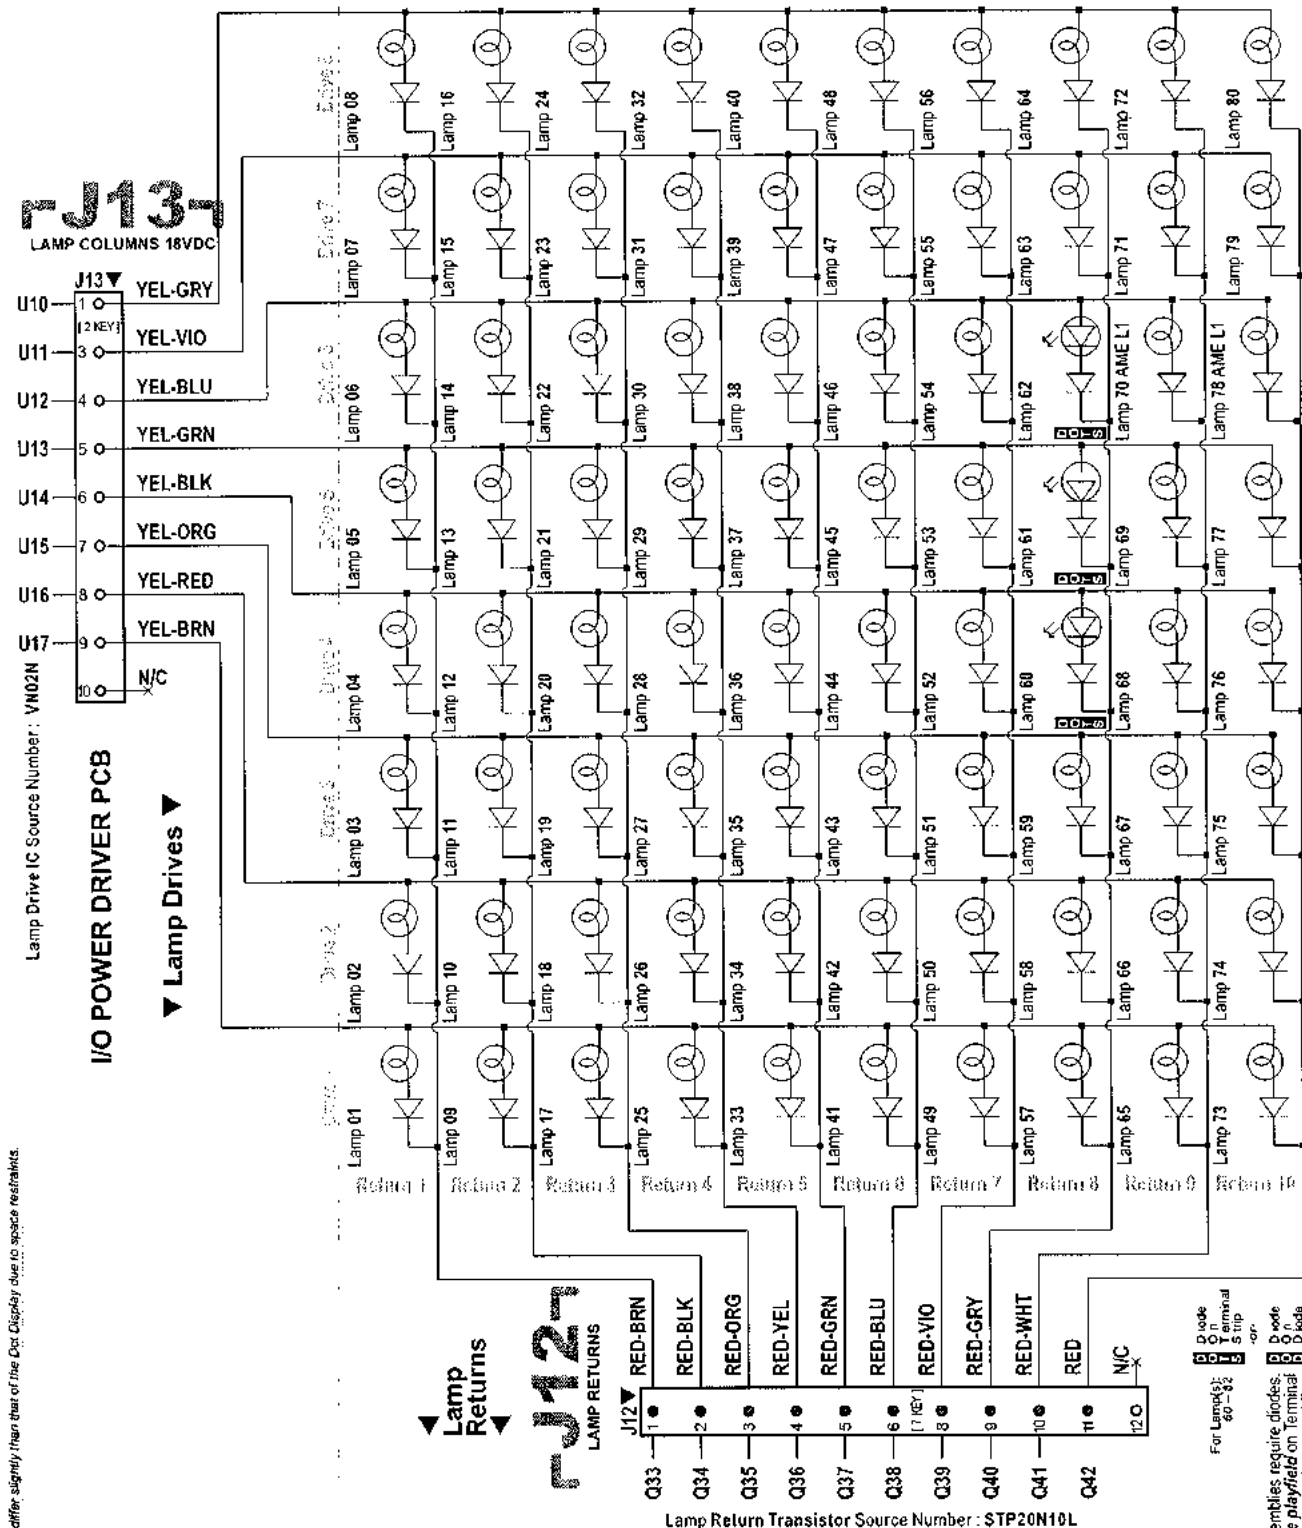 J13
LAMP COLUMNS 18VDC
J13
U10 1 YEL-GRY
[2 KEY]
U11 3 YEL-VIO
U12 4 YEL-BLU
U13 5 YEL-GRN
U14 6 YEL-BLK
U15 7 YEL-ORG
U16 8 YEL-RED
U17 9 YEL-BRN
10 N/C
Lamp Drive IC Source Number: VN02N
I/O POWER DRIVER PCB
Lamp Drives
differ slightly than that of the Dot Display due to space restraints.
Drive 7
Lamp 08 Lamp 16 Lamp 24 Lamp 32 Lamp 40 Lamp 48 Lamp 56 Lamp 64 Lamp 72 Lamp 80
Lamp 07 Lamp 15 Lamp 23 Lamp 31 Lamp 39 Lamp 47 Lamp 55 Lamp 63 Lamp 71 Lamp 79
Lamp 06 Lamp 14 Lamp 22 Lamp 30 Lamp 38 Lamp 46 Lamp 54 Lamp 62 Lamp 70 AME L1 Lamp 78 AME L1
DOTS
Lamp 05 Lamp 13 Lamp 21 Lamp 29 Lamp 37 Lamp 45 Lamp 53 Lamp 61 Lamp 69 Lamp 77
DOTS
Lamp 04 Lamp 12 Lamp 20 Lamp 28 Lamp 36 Lamp 44 Lamp 52 Lamp 60 Lamp 68 Lamp 76
DOTS
Lamp 03 Lamp 11 Lamp 19 Lamp 27 Lamp 35 Lamp 43 Lamp 51 Lamp 59 Lamp 67 Lamp 75
Lamp 02 Lamp 10 Lamp 18 Lamp 26 Lamp 34 Lamp 42 Lamp 50 Lamp 58 Lamp 66 Lamp 74
Lamp 01 Lamp 09 Lamp 17 Lamp 25 Lamp 33 Lamp 41 Lamp 49 Lamp 57 Lamp 65 Lamp 73
Return 1 Return 2 Return 3 Return 4 Return 5 Return 6 Return 7 Return 8 Return 9 Return 10
Lamp
Returns
J12
LAMP RETURNS
J12
RED-BRN RED-BLK RED-ORG RED-YEL RED-GRN RED-BLU RED-VIO RED-GRY RED-WHT RED N/C
1 2 3 4 5 6 [7 KEY] 8 9 10 11 12
Q33 Q34 Q35 Q36 Q37 Q38 Q39 Q40 Q41 Q42
Lamp Return Transistor Source Number: STP20N10L
For Lamp(s):
Diode
On
Terminal
Strip
-or-
Diode
On
Diode
emblies require diodes.
e playfield on Terminal